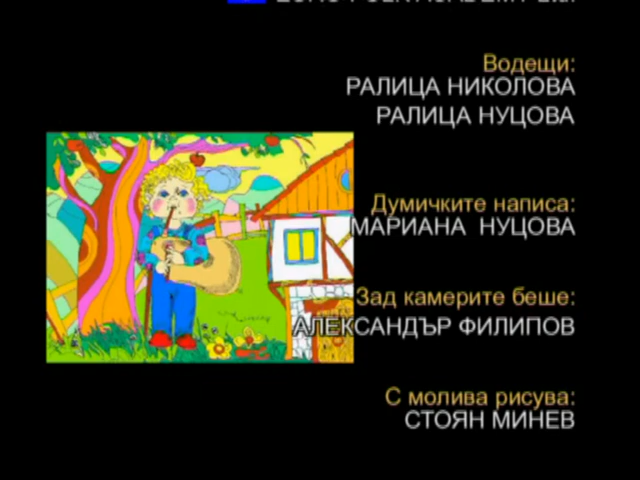 Водещи:
РАЛИЦА НИКОЛОВА
РАЛИЦА НУЦОВА
Думичките написа:
МАРИАНА НУЦОВА
Зад камерите беше:
АЛЕКСАНДЪР ФИЛИПОВ
С молива рисува:
СТОЯН МИНЕВ